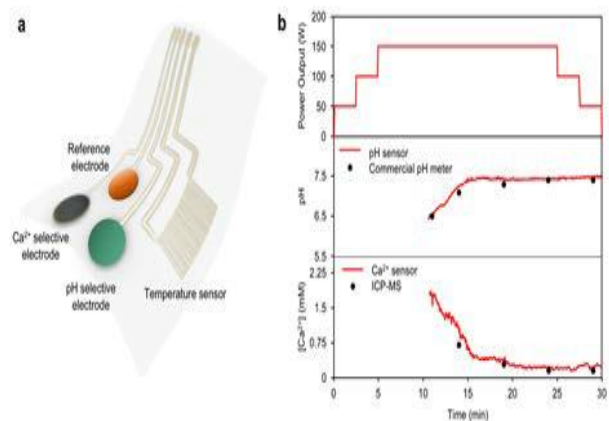 a
Reference
electrode
Ca²⁺ selective
electrode
pH selective
electrode
Temperature sensor
b
Power Output (W)
200
150
100
50
0
pH sensor
Commercial pH meter
pH
7.5
6.5
5.5
Ca²⁺ sensor
ICP-MS
[Ca²⁺] (mM)
2.25
1.5
0.75
0
0 5 10 15 20 25 30
Time (min)